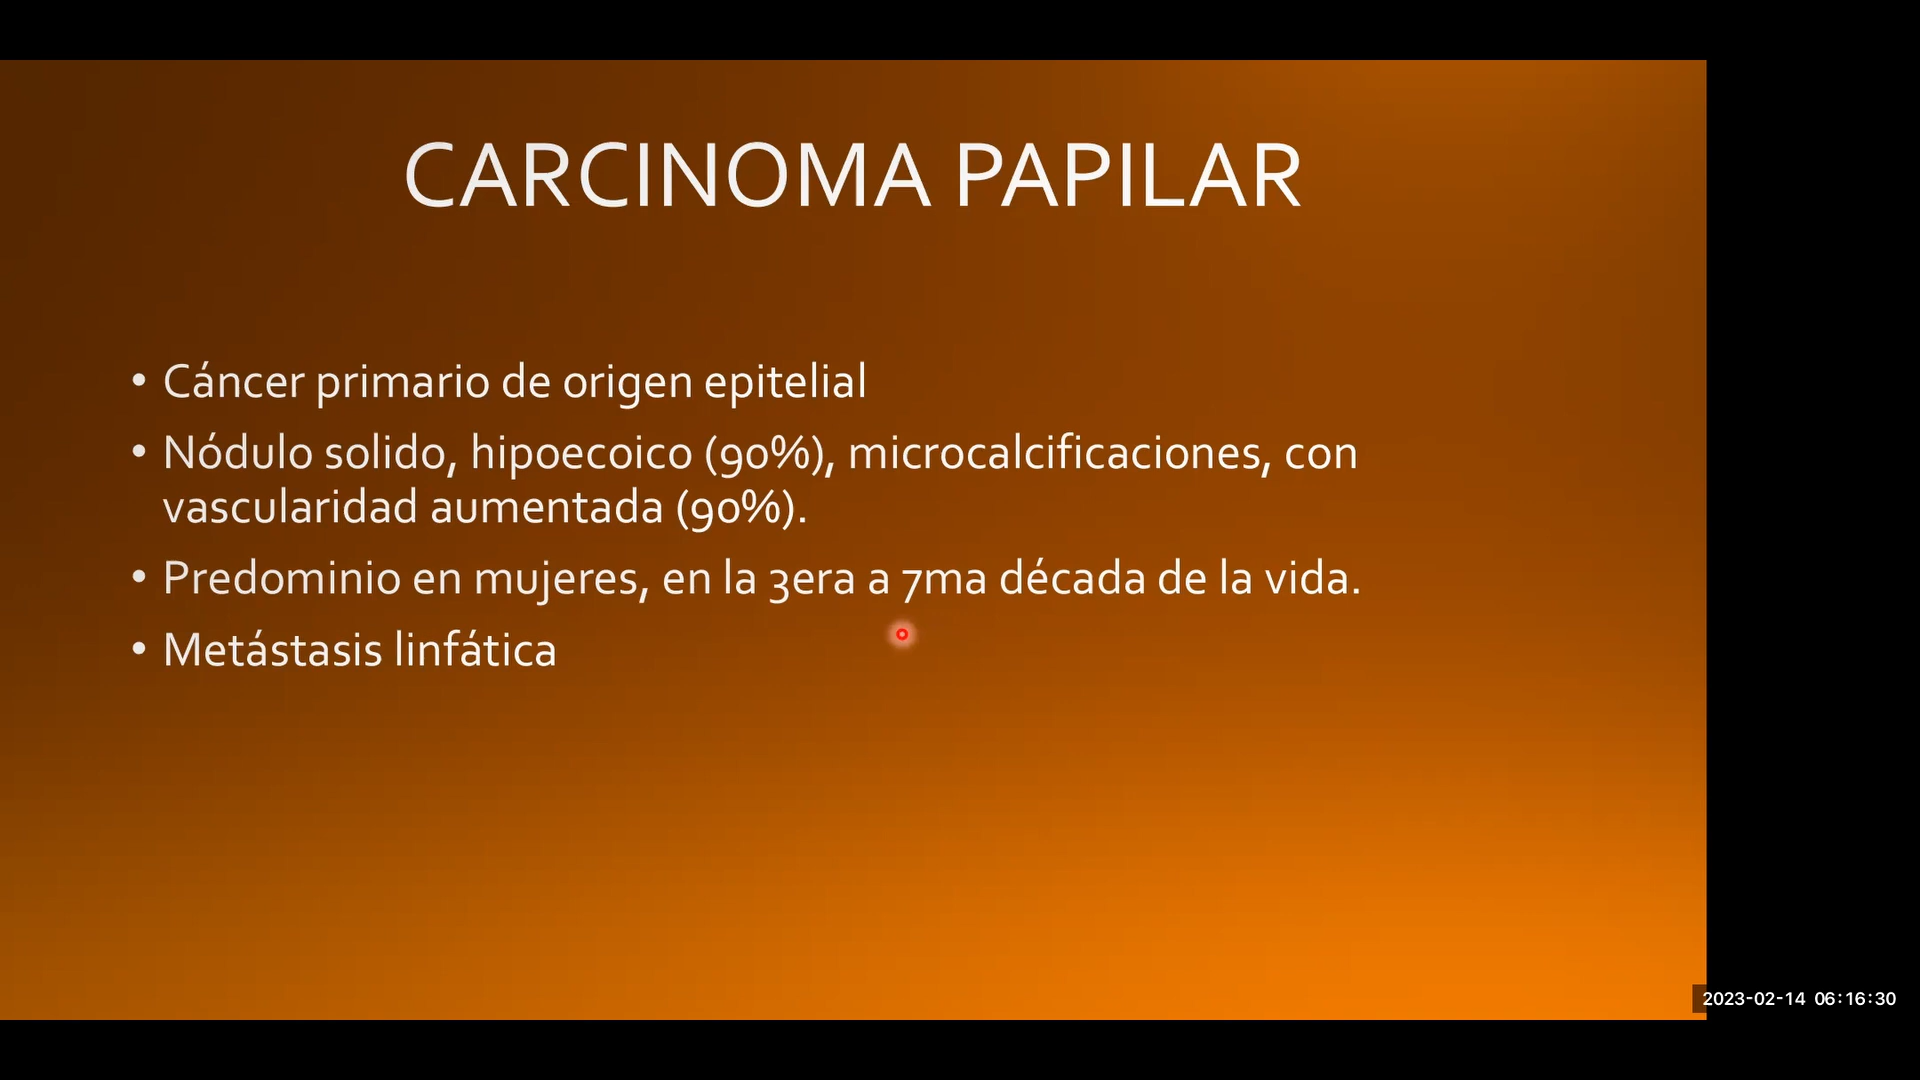 CARCINOMA PAPILAR
• Cáncer primario de origen epitelial
• Nódulo solido, hipoecoico (90%), microcalcificaciones, con
vascularidad aumentada (90%).
• Predominio en mujeres, en la 3era a 7ma década de la vida.
• Metástasis linfática
2023-02-14 06:16:30